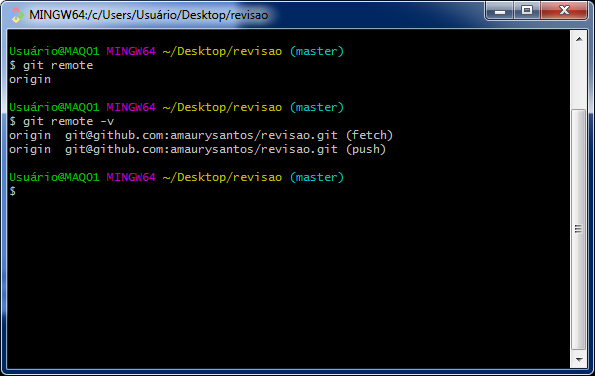 MINGW64:/c/Users/Usuário/Desktop/revisao
Usuário@MAQ01 MINGW64 ~/Desktop/revisao (master)
$ git remote
origin
Usuário@MAQ01 MINGW64 ~/Desktop/revisao (master)
$ git remote -v
origin  git@github.com:amaurysantos/revisao.git (fetch)
origin  git@github.com:amaurysantos/revisao.git (push)
Usuário@MAQ01 MINGW64 ~/Desktop/revisao (master)
$